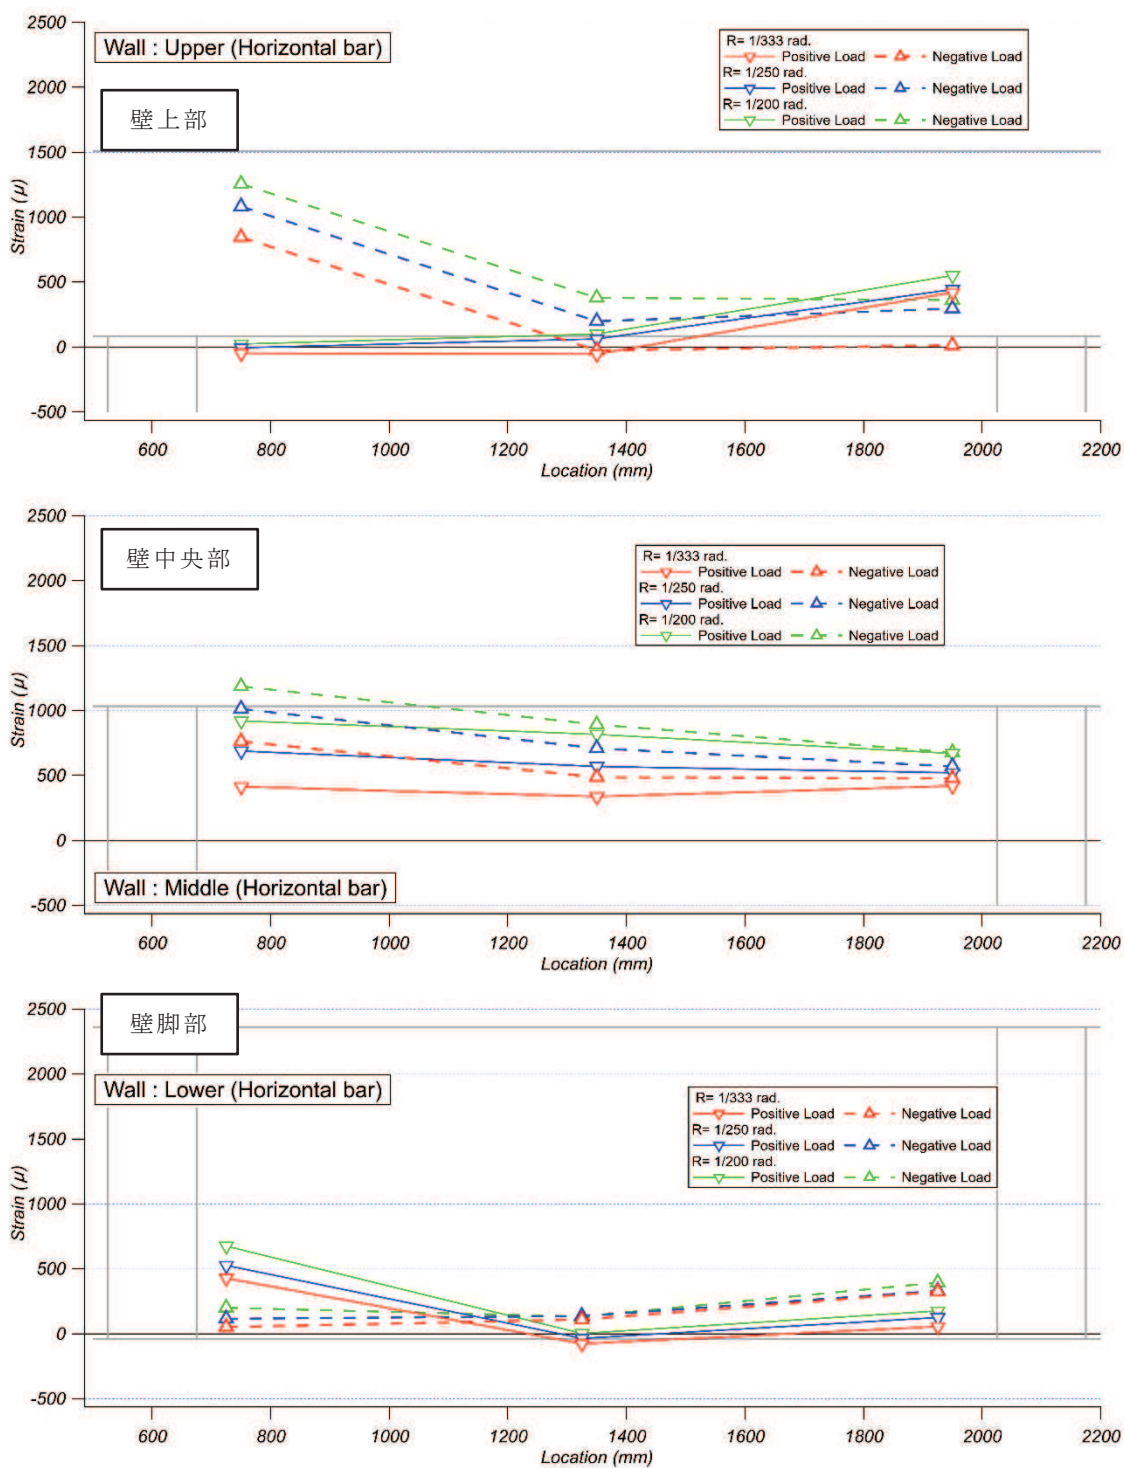 2500
Wall : Upper (Horizontal bar)
R= 1/333 rad.
Positive Load Negative Load
R= 1/250 rad.
Positive Load Negative Load
R= 1/200 rad.
Positive Load Negative Load
2000
壁上部
1500
Strain (μ)
1000
500
0
-500
600 800 1000 1200 1400 1600 1800 2000 2200
Location (mm)
2500
壁中央部
R= 1/333 rad.
Positive Load Negative Load
R= 1/250 rad.
Positive Load Negative Load
R= 1/200 rad.
Positive Load Negative Load
2000
1500
Strain (μ)
1000
500
0
Wall : Middle (Horizontal bar)
-500
600 800 1000 1200 1400 1600 1800 2000 2200
Location (mm)
2500
壁脚部
2000
Wall : Lower (Horizontal bar)
R= 1/333 rad.
Positive Load Negative Load
R= 1/250 rad.
Positive Load Negative Load
R= 1/200 rad.
Positive Load Negative Load
1500
Strain (μ)
1000
500
0
-500
600 800 1000 1200 1400 1600 1800 2000 2200
Location (mm)